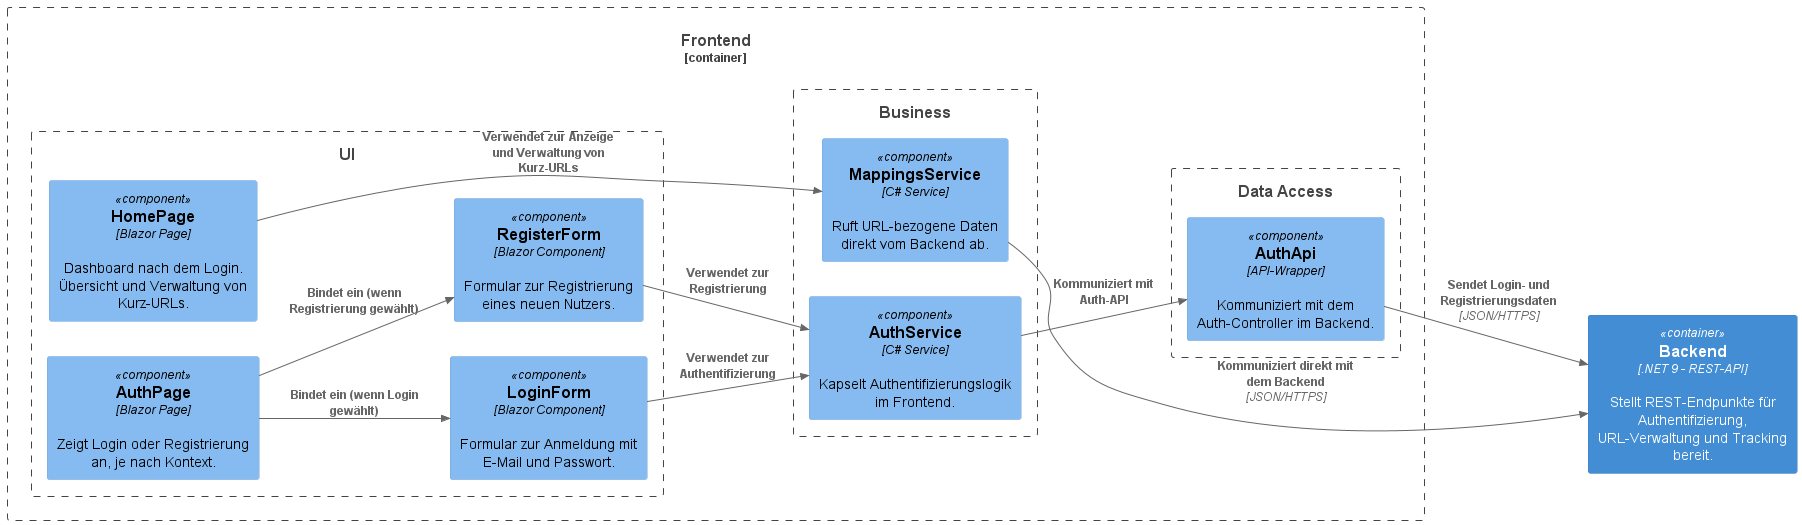 Frontend
[container]
UI
«component»
HomePage
[Blazor Page]
Dashboard nach dem Login.
Übersicht und Verwaltung von
Kurz-URLs.
«component»
AuthPage
[Blazor Page]
Zeigt Login oder Registrierung
an, je nach Kontext.
Bindet ein (wenn
Registrierung gewählt)
Bindet ein (wenn Login
gewählt)
«component»
RegisterForm
[Blazor Component]
Formular zur Registrierung
eines neuen Nutzers.
«component»
LoginForm
[Blazor Component]
Formular zur Anmeldung mit
E-Mail und Passwort.
Verwendet zur Anzeige
und Verwaltung von
Kurz-URLs
Verwendet zur
Registrierung
Verwendet zur
Authentifizierung
Business
«component»
MappingsService
[C# Service]
Ruft URL-bezogene Daten
direkt vom Backend ab.
«component»
AuthService
[C# Service]
Kapselt Authentifizierungslogik
im Frontend.
Kommuniziert mit
Auth-API
Data Access
«component»
AuthApi
[API-Wrapper]
Kommuniziert mit dem
Auth-Controller im Backend.
Kommuniziert direkt mit
dem Backend
[JSON/HTTPS]
Sendet Login- und
Registrierungsdaten
[JSON/HTTPS]
«container»
Backend
[.NET 9 - REST-API]
Stellt REST-Endpunkte für
Authentifizierung,
URL-Verwaltung und Tracking
bereit.